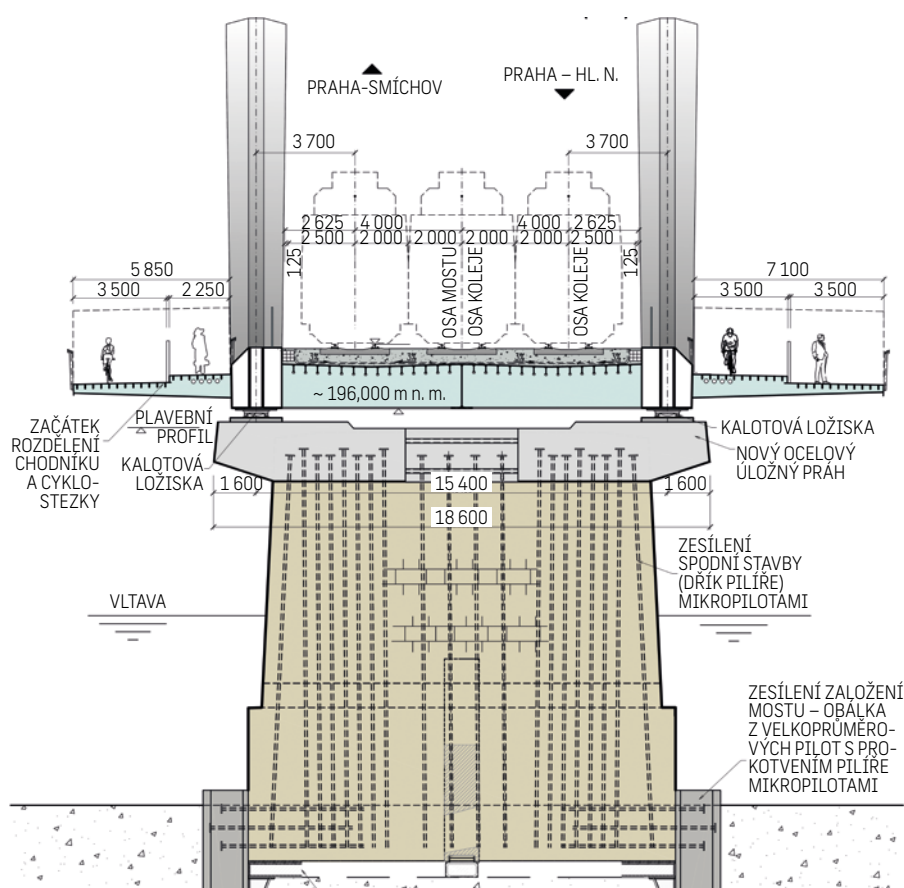 PRAHA-SMÍCHOV
PRAHA – HL. N.
3 700
3 700
2 625
4 000
4 000
2 625
2 500
2 000
2 000
2 000
2 000
2 500
125
125
OSA MOSTU
OSA KOLEJE
OSA KOLEJE
5 850
3 500
2 250
7 100
3 500
3 500
~ 196,000 m n. m.
ZAČÁTEK
ROZDĚLENÍ
CHODNÍKU
A CYKLO-
STEZKY
PLAVEBNÍ
PROFIL
KALOTOVÁ
LOŽISKA
KALOTOVÁ LOŽISKA
NOVÝ OCELOVÝ
ÚLOŽNÝ PRÁH
1 600
15 400
1 600
18 600
ZESÍLENÍ
SPODNÍ STAVBY
(DŘÍK PILÍŘE)
MIKROPILOTAMI
VLTAVA
ZESÍLENÍ ZALOŽENÍ
MOSTU – OBÁLKA
Z VELKOPRŮMĚRO-
VÝCH PILOT S PRO-
KOTVENÍM PILÍŘE
MIKROPILOTAMI